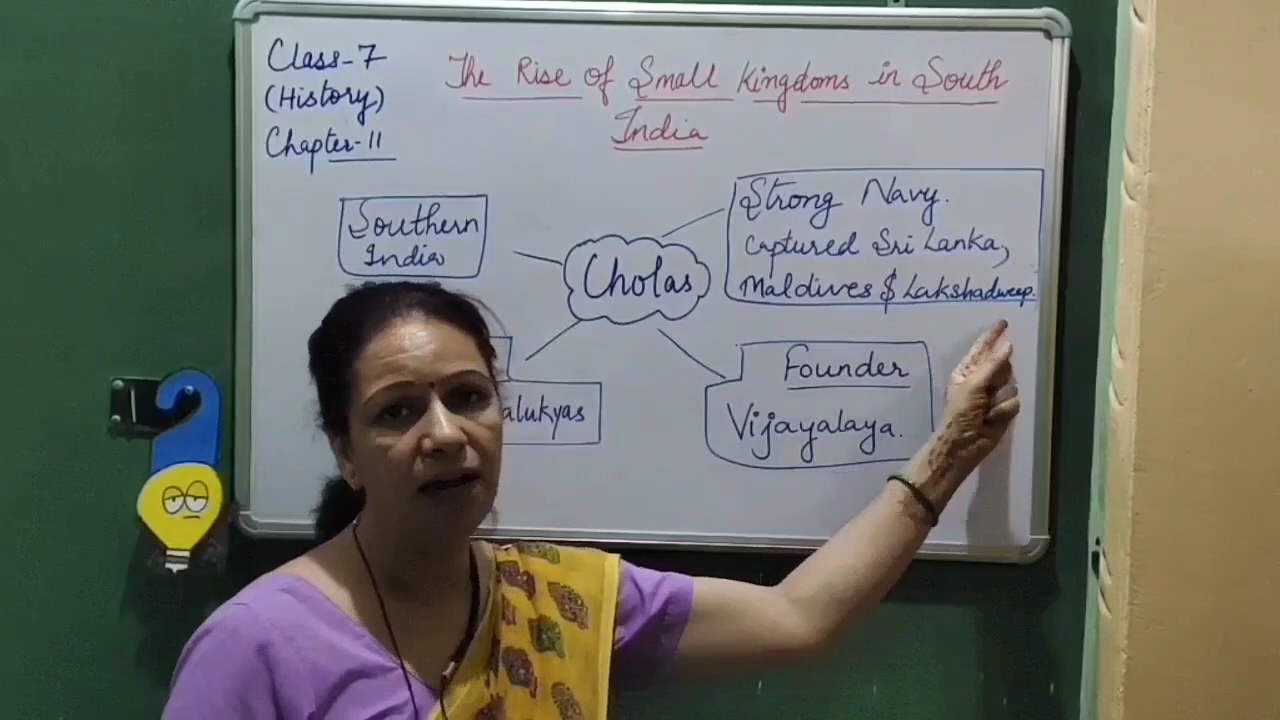 Class-7
(History)
Chapter-11
The Rise of Small Kingdoms in South
India
Southern
India
Cholas
Strong Navy.
Captured Sri Lanka,
Maldives & Lakshadweep.
Founder
Vijayalaya.
alukyas